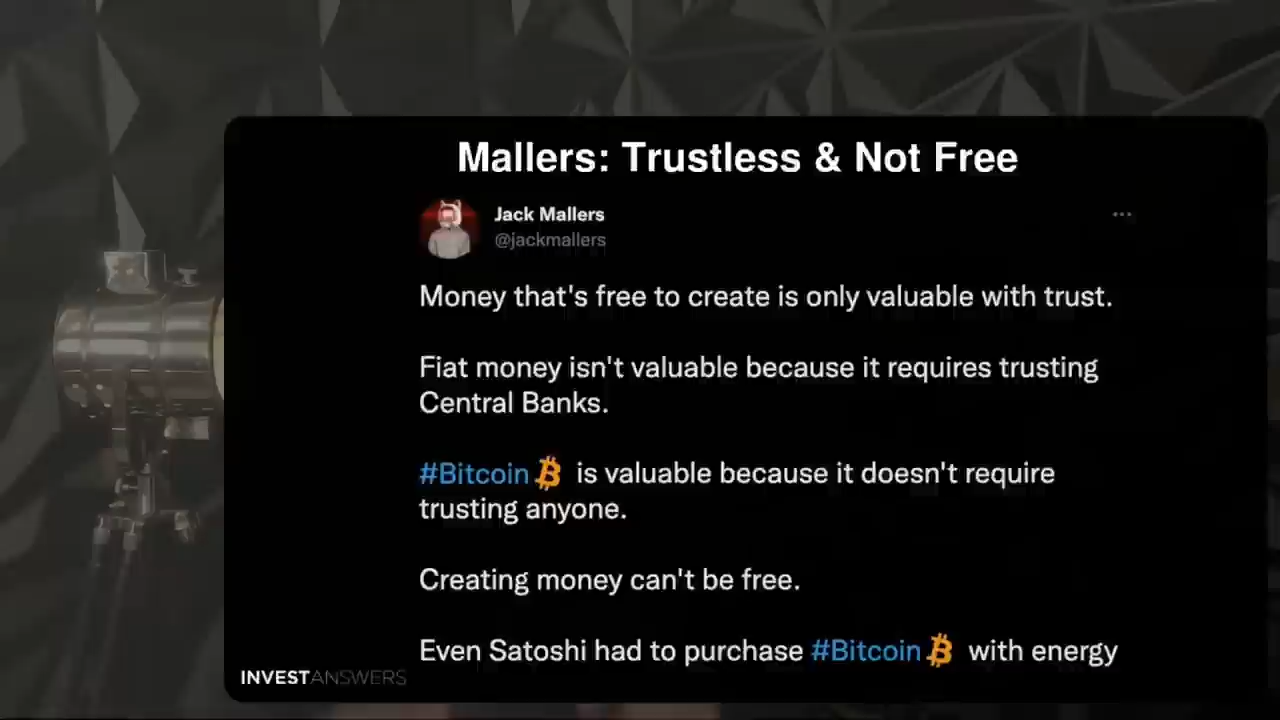 Mallers: Trustless & Not Free
Jack Mallers
@jackmallers
Money that's free to create is only valuable with trust.
Fiat money isn't valuable because it requires trusting
Central Banks.
#Bitcoin is valuable because it doesn't require
trusting anyone.
Creating money can't be free.
Even Satoshi had to purchase #Bitcoin with energy
INVESTANSWERS